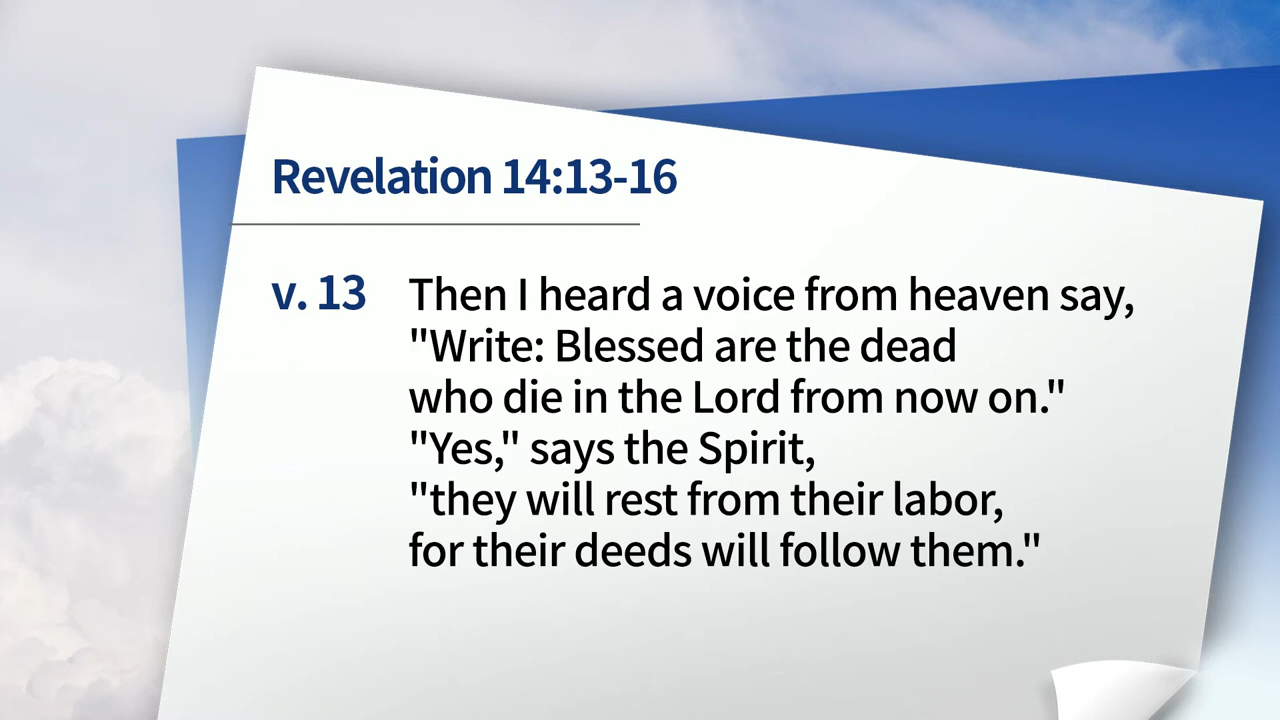 Revelation 14:13-16
v. 13 Then I heard a voice from heaven say,
"Write: Blessed are the dead
who die in the Lord from now on."
"Yes," says the Spirit,
"they will rest from their labor,
for their deeds will follow them."